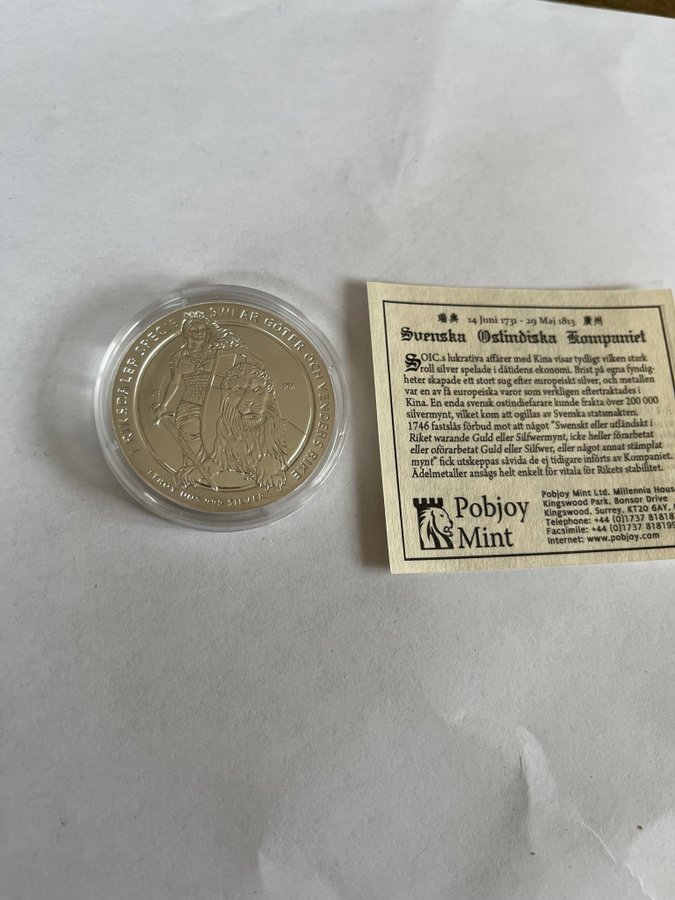 1 RIKSDALER SPECIE SWEAR GÖTER OCH VENDERS RIKE
1 TROY UNS 999 SILVER
PM
瑞典 14 Juni 1731 - 29 Maj 1813 廣州
Svenska Ostindiska Kompaniet
SOIC.s lukrativa affärer med Kina visar tydligt vilken stark
roll silver spelade i dåtidens ekonomi. Brist på egna fyndig-
heter skapade ett stort sug efter europeiskt silver, och metallen
var en av få europeiska varor som verkligen eftertraktades i
Kina. En enda svensk ostindiefarare kunde frakta över 200 000
silvermynt, vilket kom att ogillas av Svenska statsmakten.
1746 fastslås förbud mot att något "Swenskt eller utländskt i
Riket warande Guld eller Silfwermynt, icke heller förarbetat
eller oförarbetat Guld eller Silfwer, eller något annat stämplat
mynt" fick utskeppas såvida de ej tidigare införts av Kompaniet.
Ädelmetaller ansågs helt enkelt för vitala för Rikets stabilitet.
Pobjoy
Mint
Pobjoy Mint Ltd. Millennia Hous
Kingswood Park, Bonsor Drive
Kingswood, Surrey, KT20 6AY,
Telephone: +44 (0)1737 81818
Facsimile: +44 (0)1737 818199
Internet: www.pobjoy.com